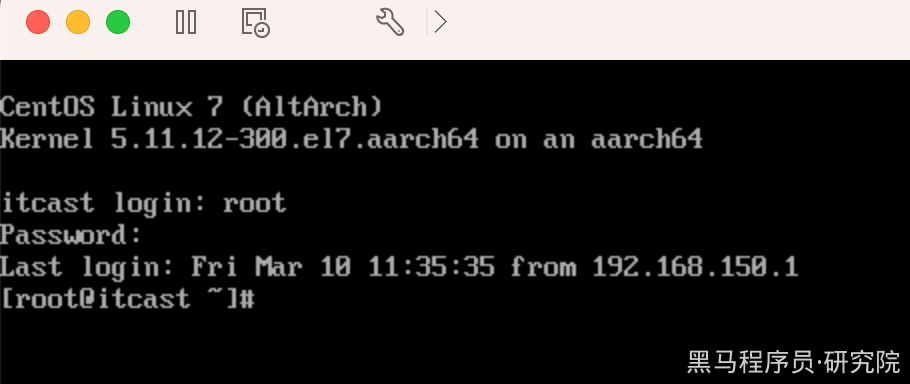 CentOS Linux 7 (AltArch)
Kernel 5.11.12-300.el7.aarch64 on an aarch64
itcast login: root
Password:
Last login: Fri Mar 10 11:35:35 from 192.168.150.1
[root@itcast ~]#
黑马程序员·研究院